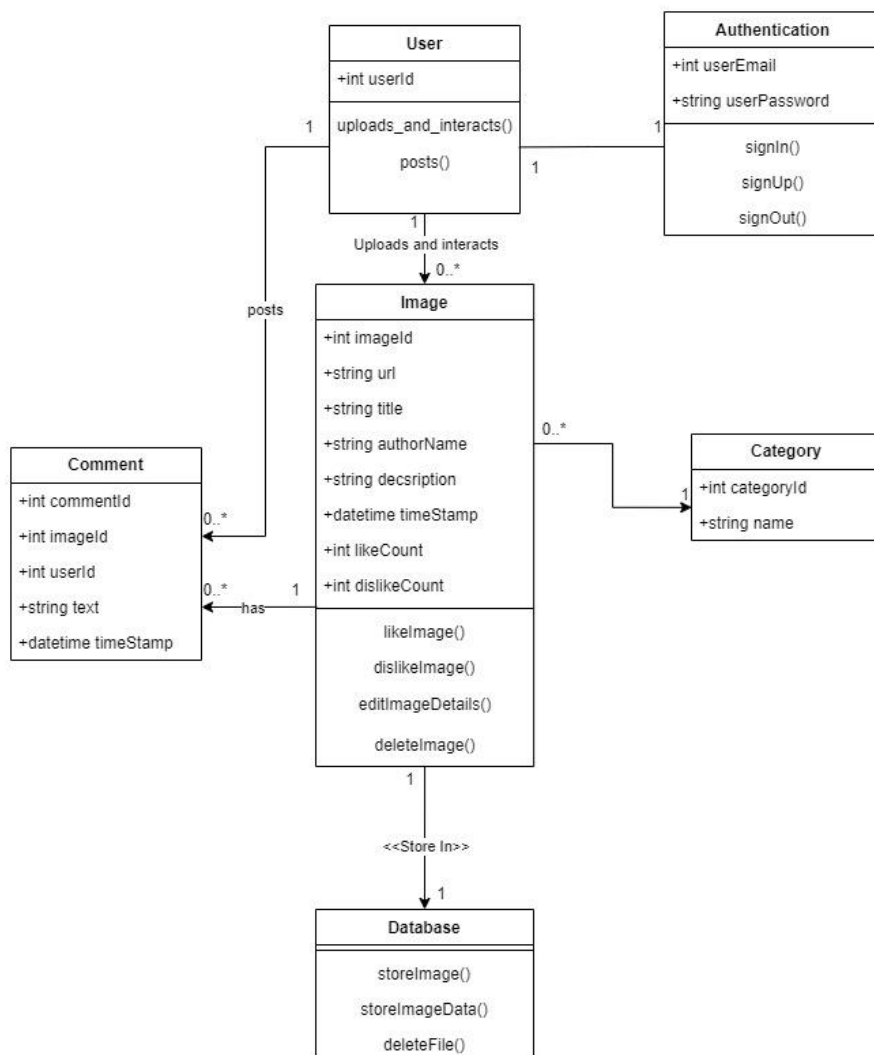 User
+int userId
uploads_and_interacts()
posts()
Authentication
+int userEmail
+string userPassword
signIn()
signUp()
signOut()
1
1
1
1
Uploads and interacts
0..*
posts
Image
+int imageId
+string url
+string title
+string authorName
+string decsription
+datetime timeStamp
+int likeCount
+int dislikeCount
likeImage()
dislikeImage()
editImageDetails()
deleteImage()
0..*
1
Category
+int categoryId
+string name
Comment
+int commentId
+int imageId
+int userId
+string text
+datetime timeStamp
0..*
0..*
has
1
1
<<Store In>>
1
Database
storeImage()
storeImageData()
deleteFile()